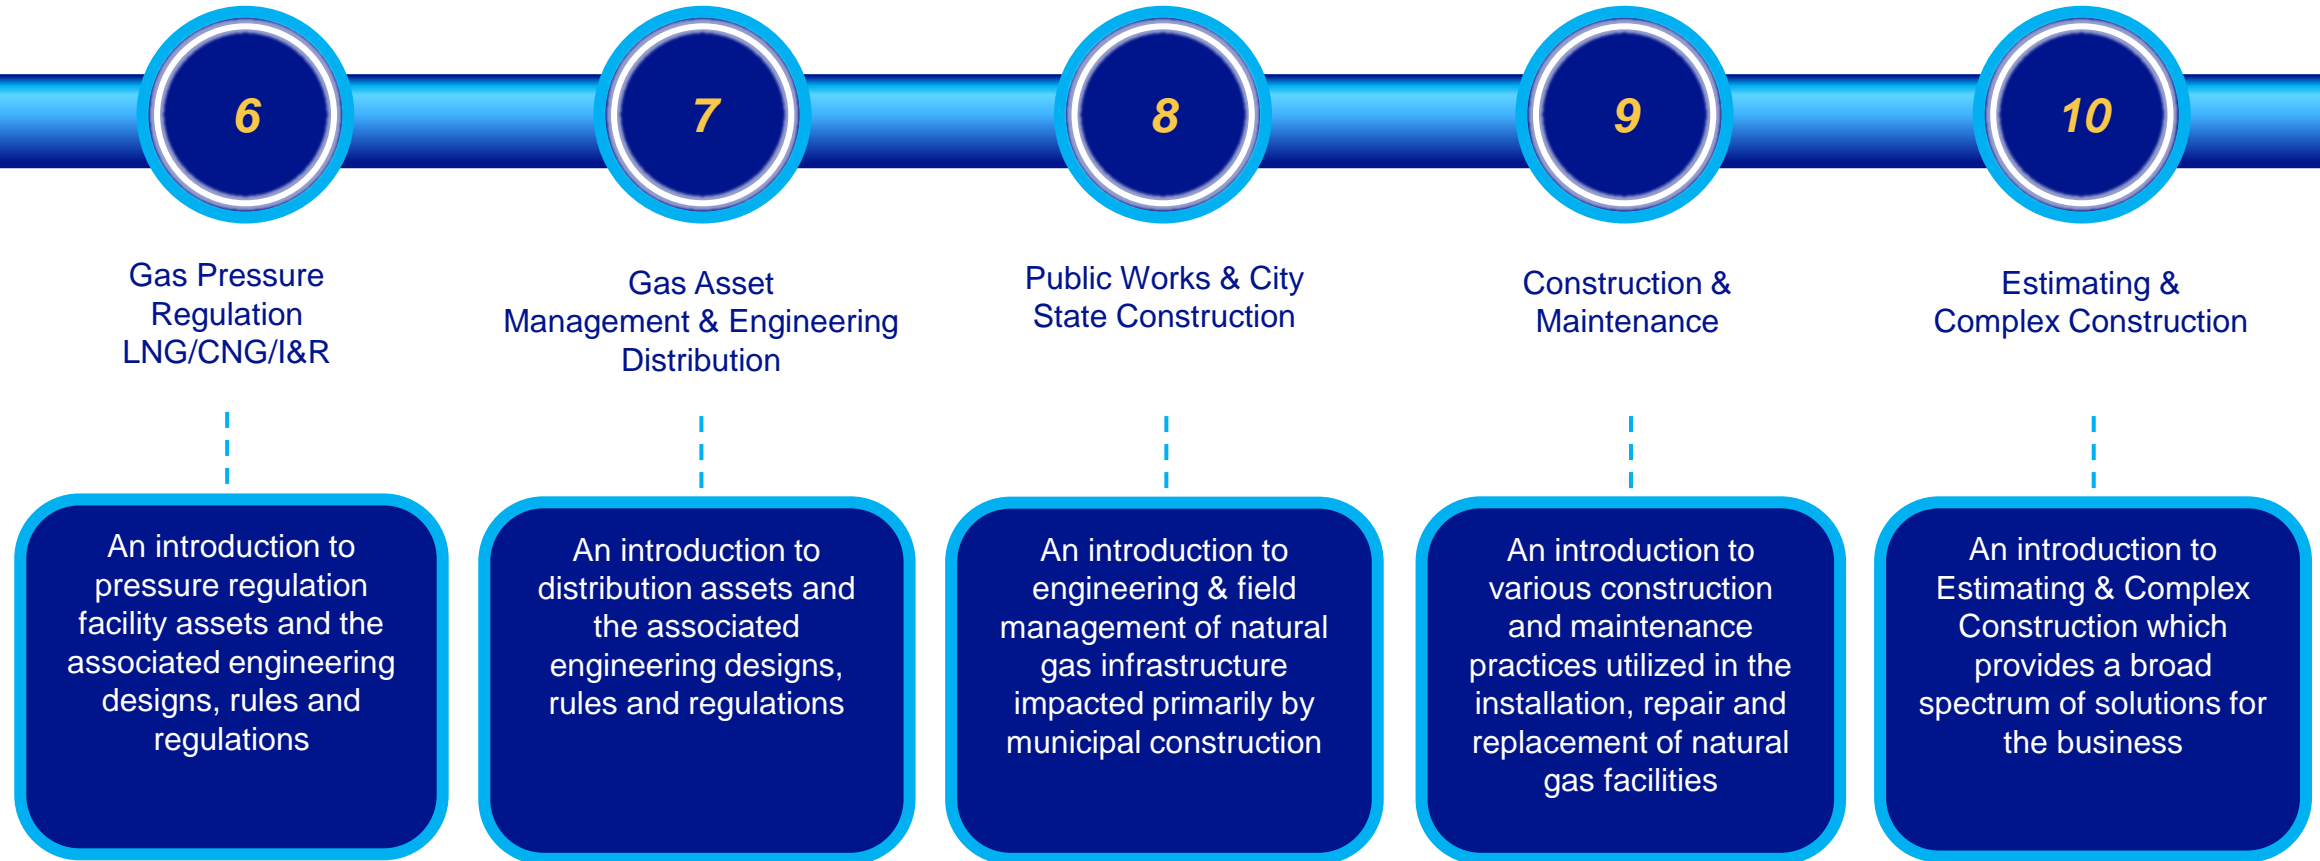 6
7
8
9
10
Gas Pressure
Regulation
LNG/CNG/I&R
Gas Asset
Management & Engineering
Distribution
Public Works & City
State Construction
Construction &
Maintenance
Estimating &
Complex Construction
An introduction to
pressure regulation
facility assets and the
associated engineering
designs, rules and
regulations
An introduction to
distribution assets and
the associated
engineering designs,
rules and regulations
An introduction to
engineering & field
management of natural
gas infrastructure
impacted primarily by
municipal construction
An introduction to
various construction
and maintenance
practices utilized in the
installation, repair and
replacement of natural
gas facilities
An introduction to
Estimating & Complex
Construction which
provides a broad
spectrum of solutions for
the business